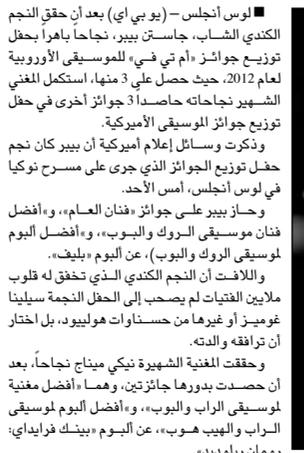 ■ لوس أنجلس – (يو بي اي) بعد أن حقق النجم
الكندي الشاب، جاستن بيبر، نجاحاً باهراً بحفل
توزيع جوائز «أم تي في» للموسيقى الأوروبية
لعام 2012، حيث حصل على 3 منها، استكمل المغني
الشهير نجاحاته حاصدا 3 جوائز أخرى في حفل
توزيع جوائز الموسيقى الأميركية.
وذكرت وسائل إعلام أميركية أن بيبر كان نجم
حفل توزيع الجوائز الذي جرى على مسرح نوكيا
في لوس أنجلس، أمس الأحد.
وحاز بيبر على جوائز «فنان العام»، و«أفضل
فنان موسيقى الروك والبوب»، و«أفضل ألبوم
لموسيقى الروك والبوب)، عن ألبوم «بليف».
واللافت أن النجم الكندي الذي تخفق له قلوب
ملايين الفتيات لم يصحب إلى الحفل النجمة سيلينا
غوميز أو غيرها من حسناوات هوليوود، بل اختار
أن ترافقه والدته.
وحققت المغنية الشهيرة نيكي ميناج نجاحاً، بعد
أن حصدت بدورها جائزتين، وهما «أفضل مغنية
لموسيقى الراب والبوب»، و«أفضل ألبوم لموسيقى
الراب والهيب هوب»، عن ألبوم «بينك فرايداي: